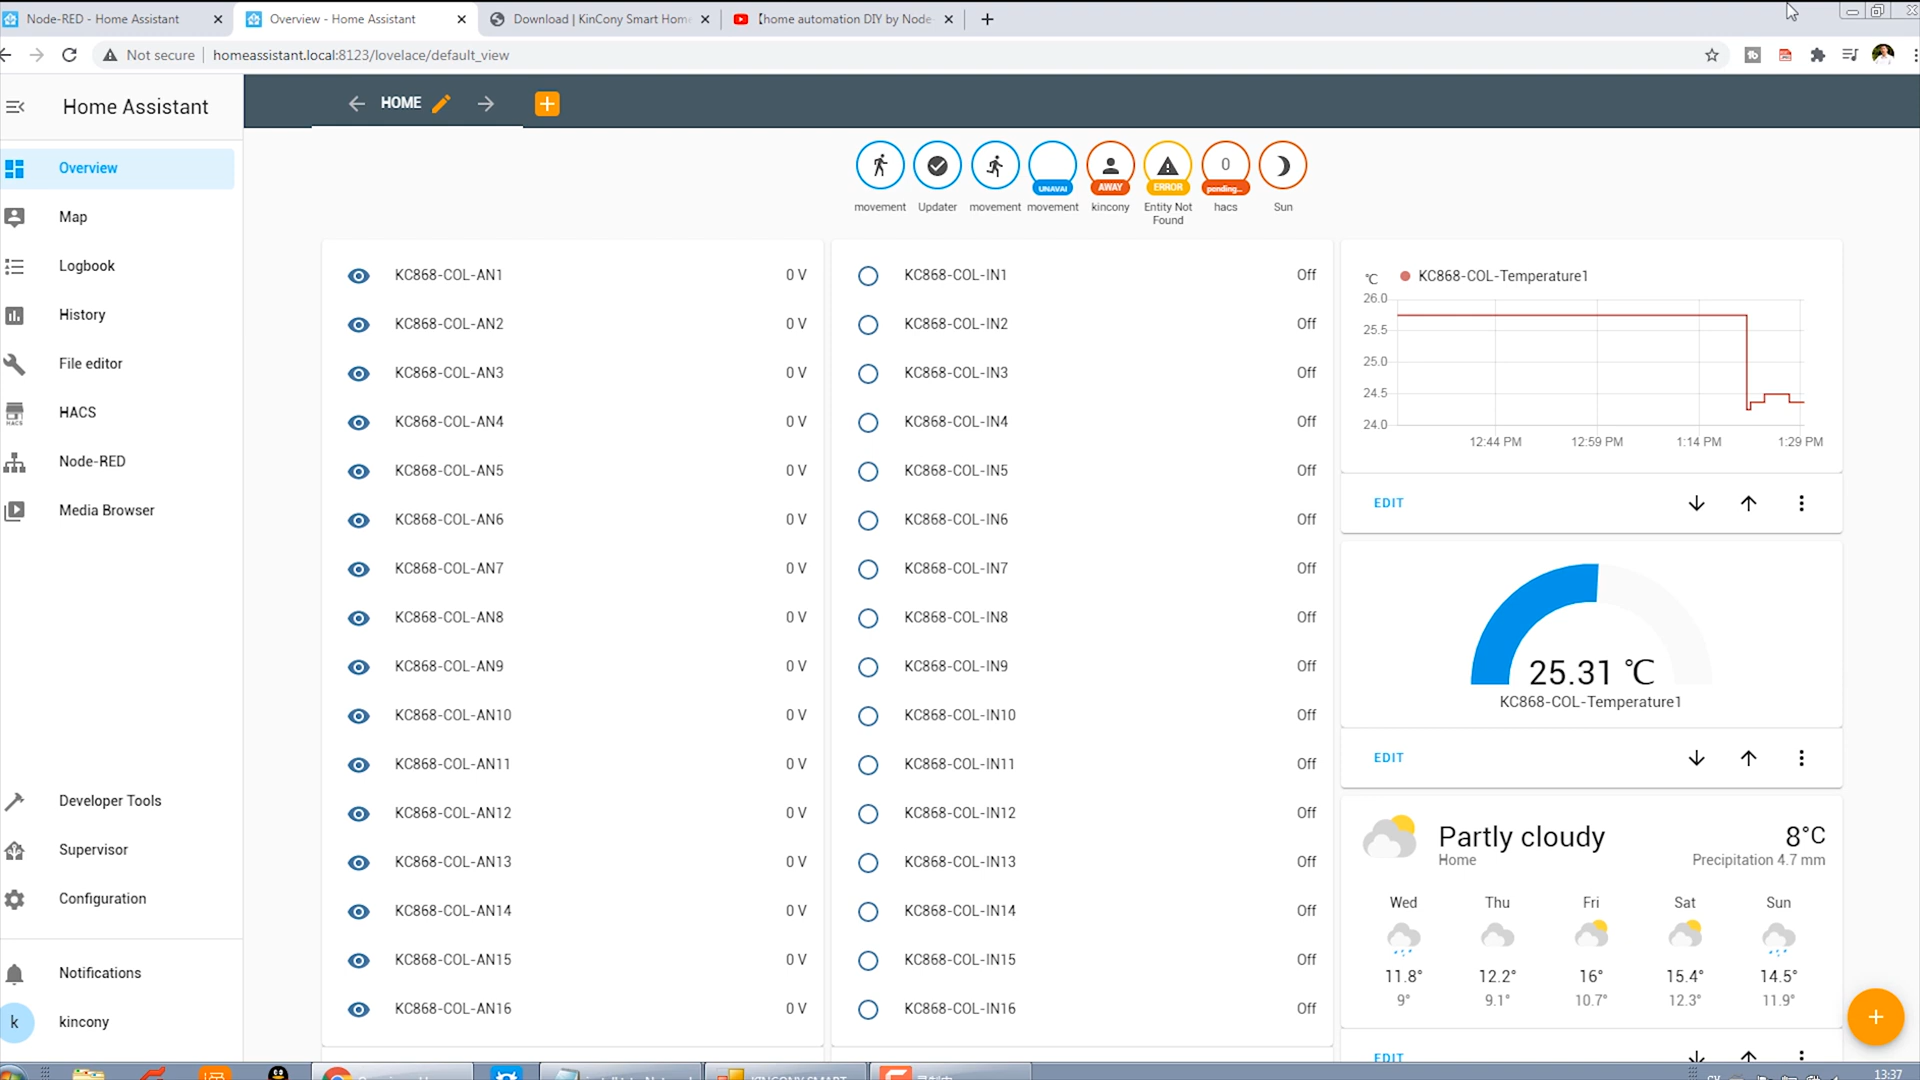 Node-RED - Home Assistant
Overview - Home Assistant
Download | KinCony Smart Home
【home automation DIY by Node
Not secure
homeassistant.local:8123/lovelace/default_view
Home Assistant
HOME
Overview
Map
Logbook
History
File editor
HACS
HACS
Node-RED
Media Browser
Developer Tools
Supervisor
Configuration
Notifications
k
kincony
UNAVAI
AWAY
ERROR
0
pending...
movement
Updater
movement
movement
kincony
Entity Not
Found
hacs
Sun
KC868-COL-AN1 0 V
KC868-COL-AN2 0 V
KC868-COL-AN3 0 V
KC868-COL-AN4 0 V
KC868-COL-AN5 0 V
KC868-COL-AN6 0 V
KC868-COL-AN7 0 V
KC868-COL-AN8 0 V
KC868-COL-AN9 0 V
KC868-COL-AN10 0 V
KC868-COL-AN11 0 V
KC868-COL-AN12 0 V
KC868-COL-AN13 0 V
KC868-COL-AN14 0 V
KC868-COL-AN15 0 V
KC868-COL-AN16 0 V
KC868-COL-IN1 Off
KC868-COL-IN2 Off
KC868-COL-IN3 Off
KC868-COL-IN4 Off
KC868-COL-IN5 Off
KC868-COL-IN6 Off
KC868-COL-IN7 Off
KC868-COL-IN8 Off
KC868-COL-IN9 Off
KC868-COL-IN10 Off
KC868-COL-IN11 Off
KC868-COL-IN12 Off
KC868-COL-IN13 Off
KC868-COL-IN14 Off
KC868-COL-IN15 Off
KC868-COL-IN16 Off
℃ KC868-COL-Temperature1
26.0
25.5
25.0
24.5
24.0
12:44 PM 12:59 PM 1:14 PM 1:29 PM
EDIT
25.31 ℃
KC868-COL-Temperature1
EDIT
Partly cloudy 8°C
Home Precipitation 4.7 mm
Wed Thu Fri Sat Sun
11.8° 12.2° 16° 15.4° 14.5°
9° 9.1° 10.7° 12.3° 11.9°
EDIT
13:37